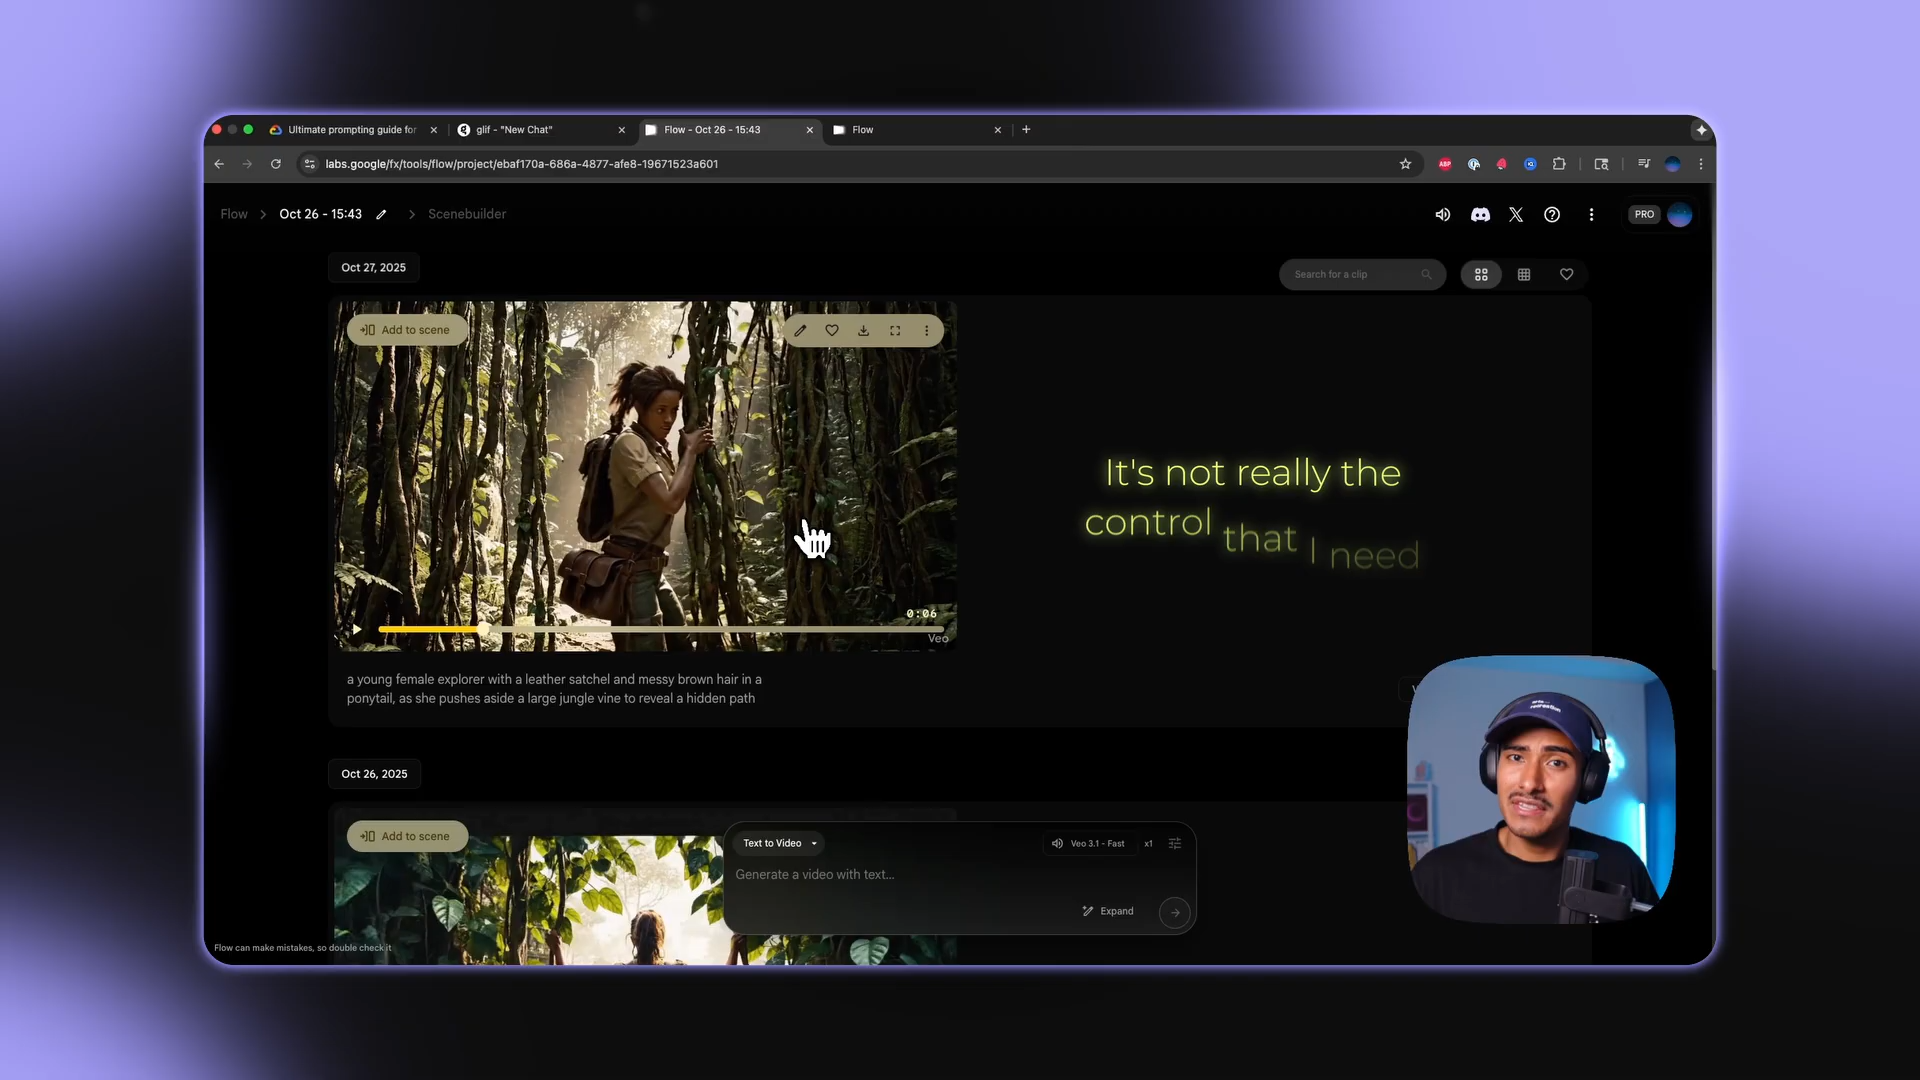 Ultimate prompting guide for
glif - "New Chat"
Flow - Oct 26 - 15:43
Flow
labs.google/fx/tools/flow/project/ebaf170a-686a-4877-afe8-19671523a601
ABP
Flow
Oct 26 - 15:43
Scenebuilder
PRO
Oct 27, 2025
Search for a clip
Add to scene
It's not really the
control that I need
0:06
Veo
a young female explorer with a leather satchel and messy brown hair in a
ponytail, as she pushes aside a large jungle vine to reveal a hidden path
Oct 26, 2025
Add to scene
Text to Video
Veo 3.1 - Fast
x1
Generate a video with text...
Expand
Flow can make mistakes, so double check it